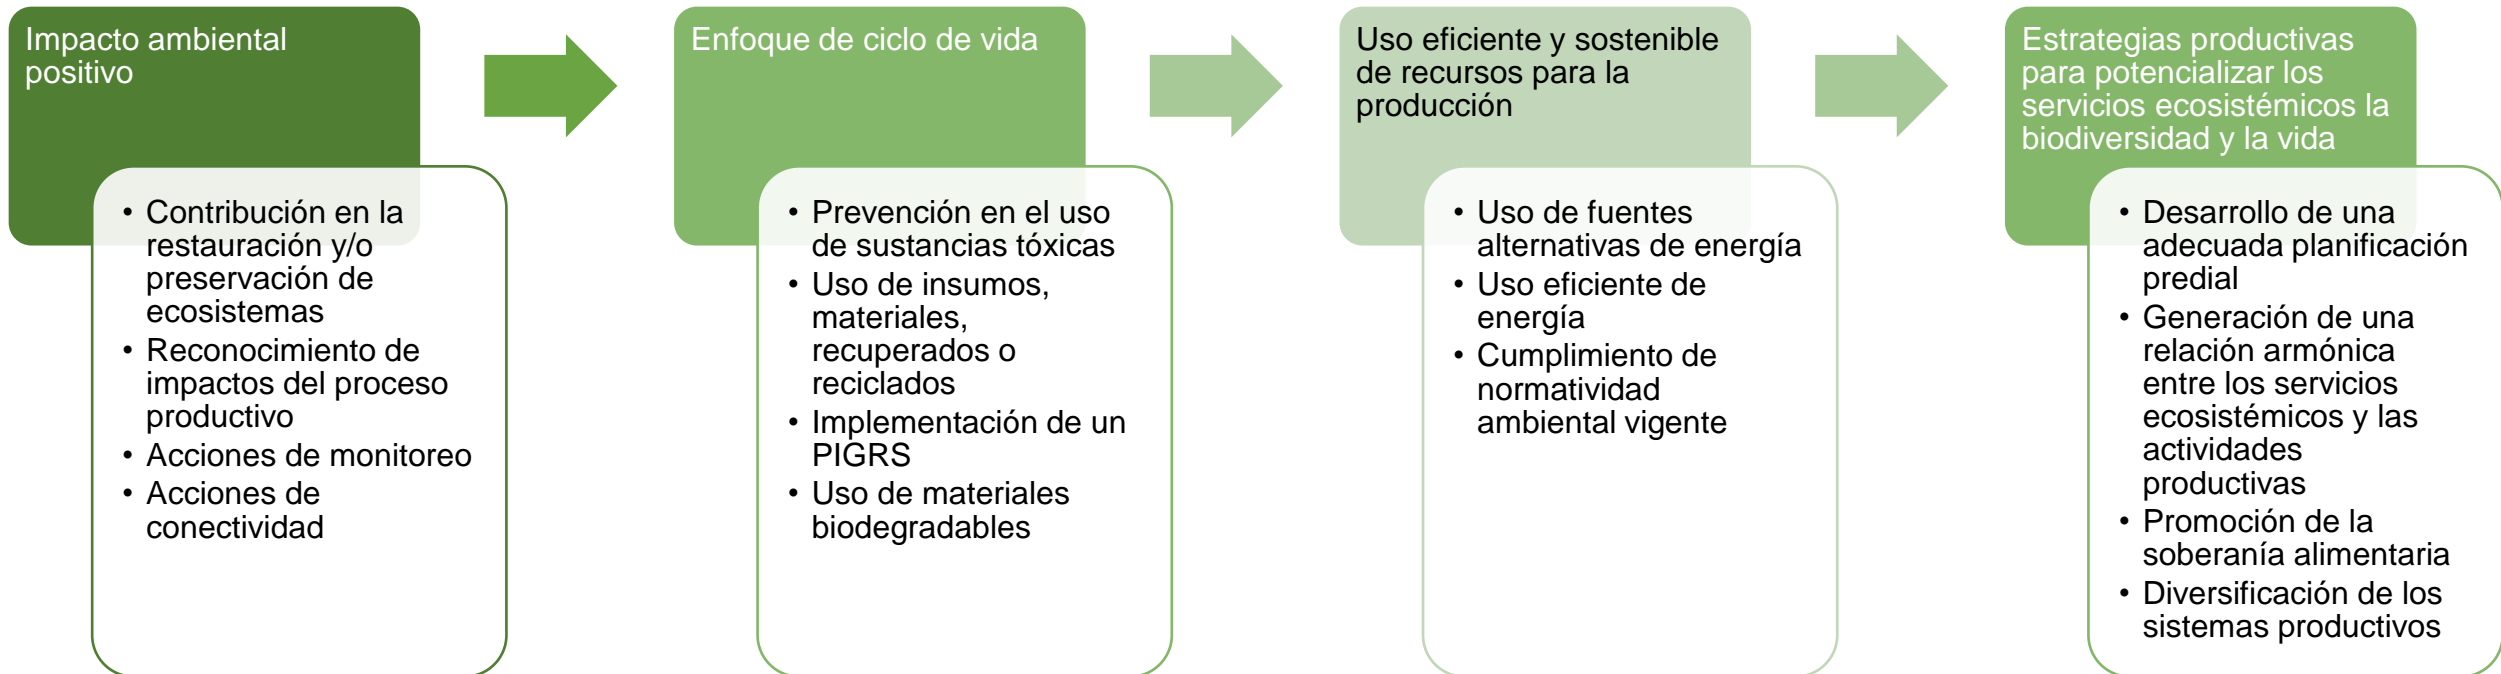 Impacto ambiental
positivo
• Contribución en la
restauración y/o
preservación de
ecosistemas
• Reconocimiento de
impactos del proceso
productivo
• Acciones de monitoreo
• Acciones de
conectividad
Enfoque de ciclo de vida
• Prevención en el uso
de sustancias tóxicas
• Uso de insumos,
materiales,
recuperados o
reciclados
• Implementación de un
PIGRS
• Uso de materiales
biodegradables
Uso eficiente y sostenible
de recursos para la
producción
• Uso de fuentes
alternativas de energía
• Uso eficiente de
energía
• Cumplimiento de
normatividad
ambiental vigente
Estrategias productivas
para potencializar los
servicios ecosistémicos la
biodiversidad y la vida
• Desarrollo de una
adecuada planificación
predial
• Generación de una
relación armónica
entre los servicios
ecosistémicos y las
actividades
productivas
• Promoción de la
soberanía alimentaria
• Diversificación de los
sistemas productivos